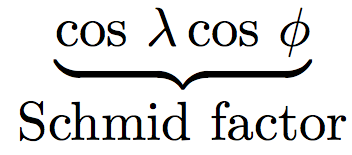 cos λ cos ϕ
Schmid factor